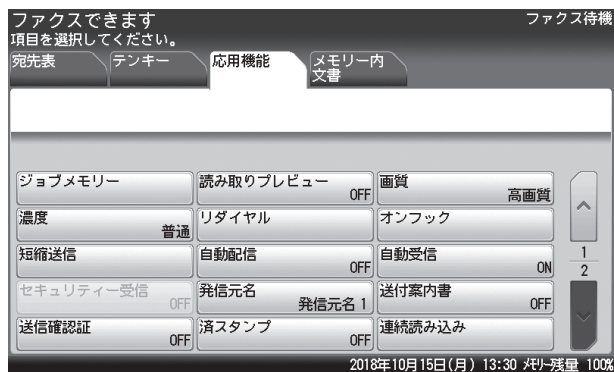 ファクスできます
ファクス待機
項目を選択してください。
宛先表
テンキー
応用機能
メモリー内
文書
ジョブメモリー
読み取りプレビュー
OFF
画質
高画質
濃度
普通
リダイヤル
オンフック
短縮送信
自動配信
OFF
自動受信
ON
1
2
セキュリティー受信
OFF
発信元名
発信元名 1
送付案内書
OFF
送信確認証
OFF
済スタンプ
OFF
連続読み込み
2018年10月15日(月) 13:30 ﾒﾓﾘｰ残量 100%